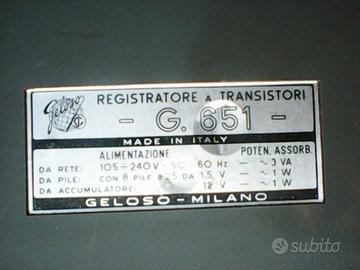 Geloso
REGISTRATORE A TRANSISTORI
- G. 651 -
MADE IN ITALY
ALIMENTAZIONE POTEN. ASSORB.
DA RETE: 105÷240V - 50 60 Hz — ~ 3 VA
DA PILE: CON 8 PILE ø 25 DA 1,5 V — ~ 1 W
DA ACCUMULATORE: 12 V — ~ 1 W
GELOSO - MILANO
subito